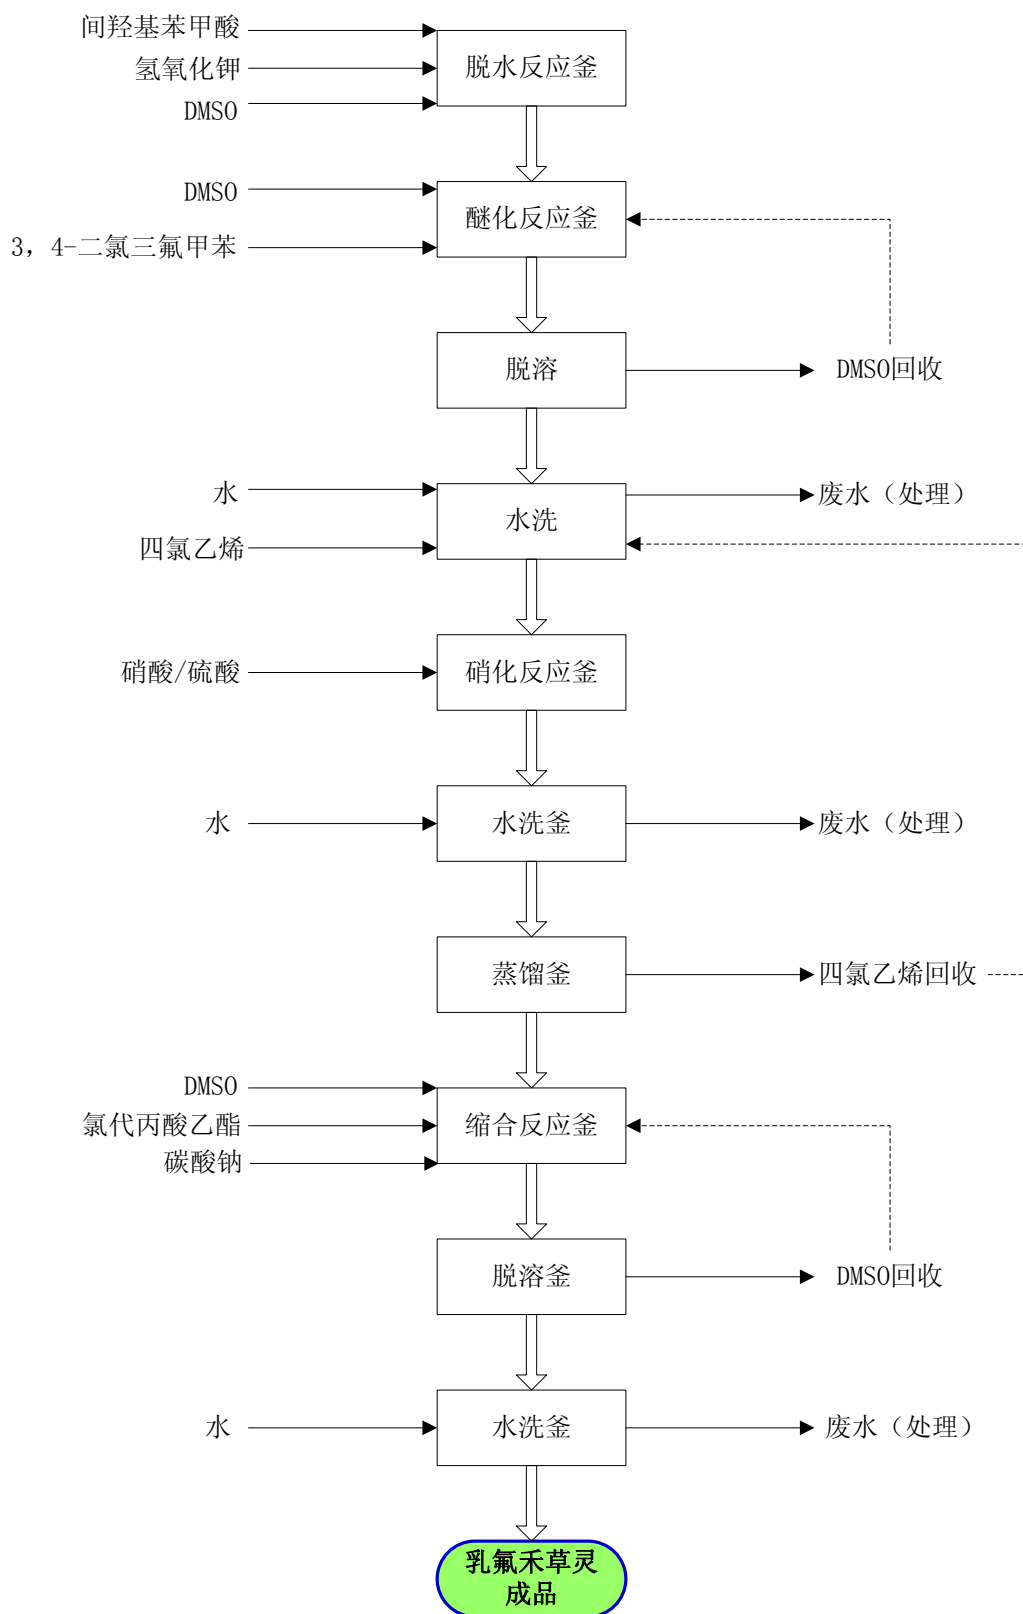 间羟基苯甲酸
氢氧化钾
DMSO
脱水反应釜
DMSO
3，4-二氯三氟甲苯
醚化反应釜
脱溶
DMSO回收
水
四氯乙烯
水洗
废水（处理）
硝酸/硫酸
硝化反应釜
水
水洗釜
废水（处理）
蒸馏釜
四氯乙烯回收
DMSO
氯代丙酸乙酯
碳酸钠
缩合反应釜
脱溶釜
DMSO回收
水
水洗釜
废水（处理）
乳氟禾草灵
成品